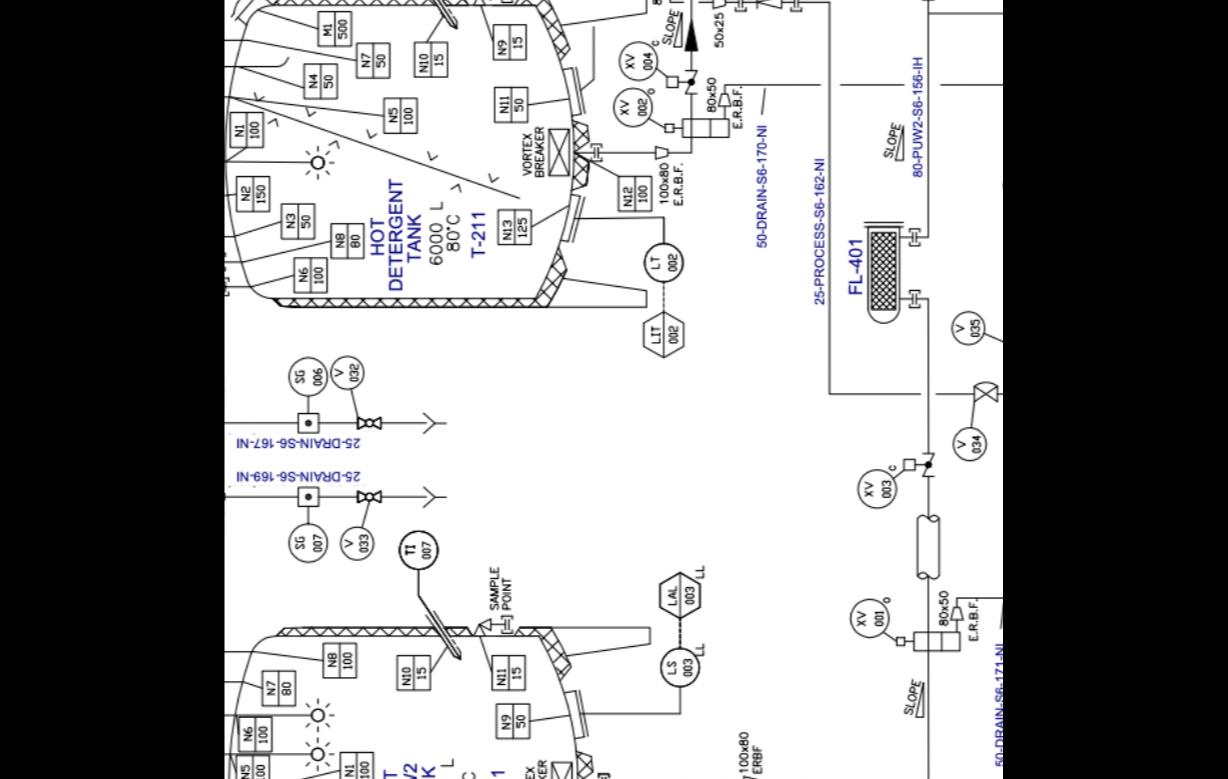 M1
500
N7
50
N10
15
N9
15
N4
50
N5
100
N11
50
N1
100
VORTEX
BREAKER
N2
150
N3
50
N8
80
N6
100
HOT
DETERGENT
TANK
6000 L
80°C
T-211
N13
125
N12
100
100x80
E.R.B.F.
SLOPE
50x25
XV
004
C
XV
002
O
80x50
E.R.B.F.
LT
002
LIT
002
50-DRAIN-S6-170-NI
25-PROCESS-S6-162-NI
SLOPE
80-PUW2-S6-156-IH
FL-401
V
035
V
034
SG
006
V
032
25-DRAIN-S6-167-NI
25-DRAIN-S6-169-NI
SG
007
V
033
TI
007
XV
003
C
SAMPLE
POINT
LAL
003
LL
LS
003
LL
XV
001
O
80x50
E.R.B.F.
SLOPE
50-DRAIN-S6-171-NI
N8
100
N7
80
N10
15
N11
15
N9
50
N6
100
N5
N1
100
100x80
ERBF